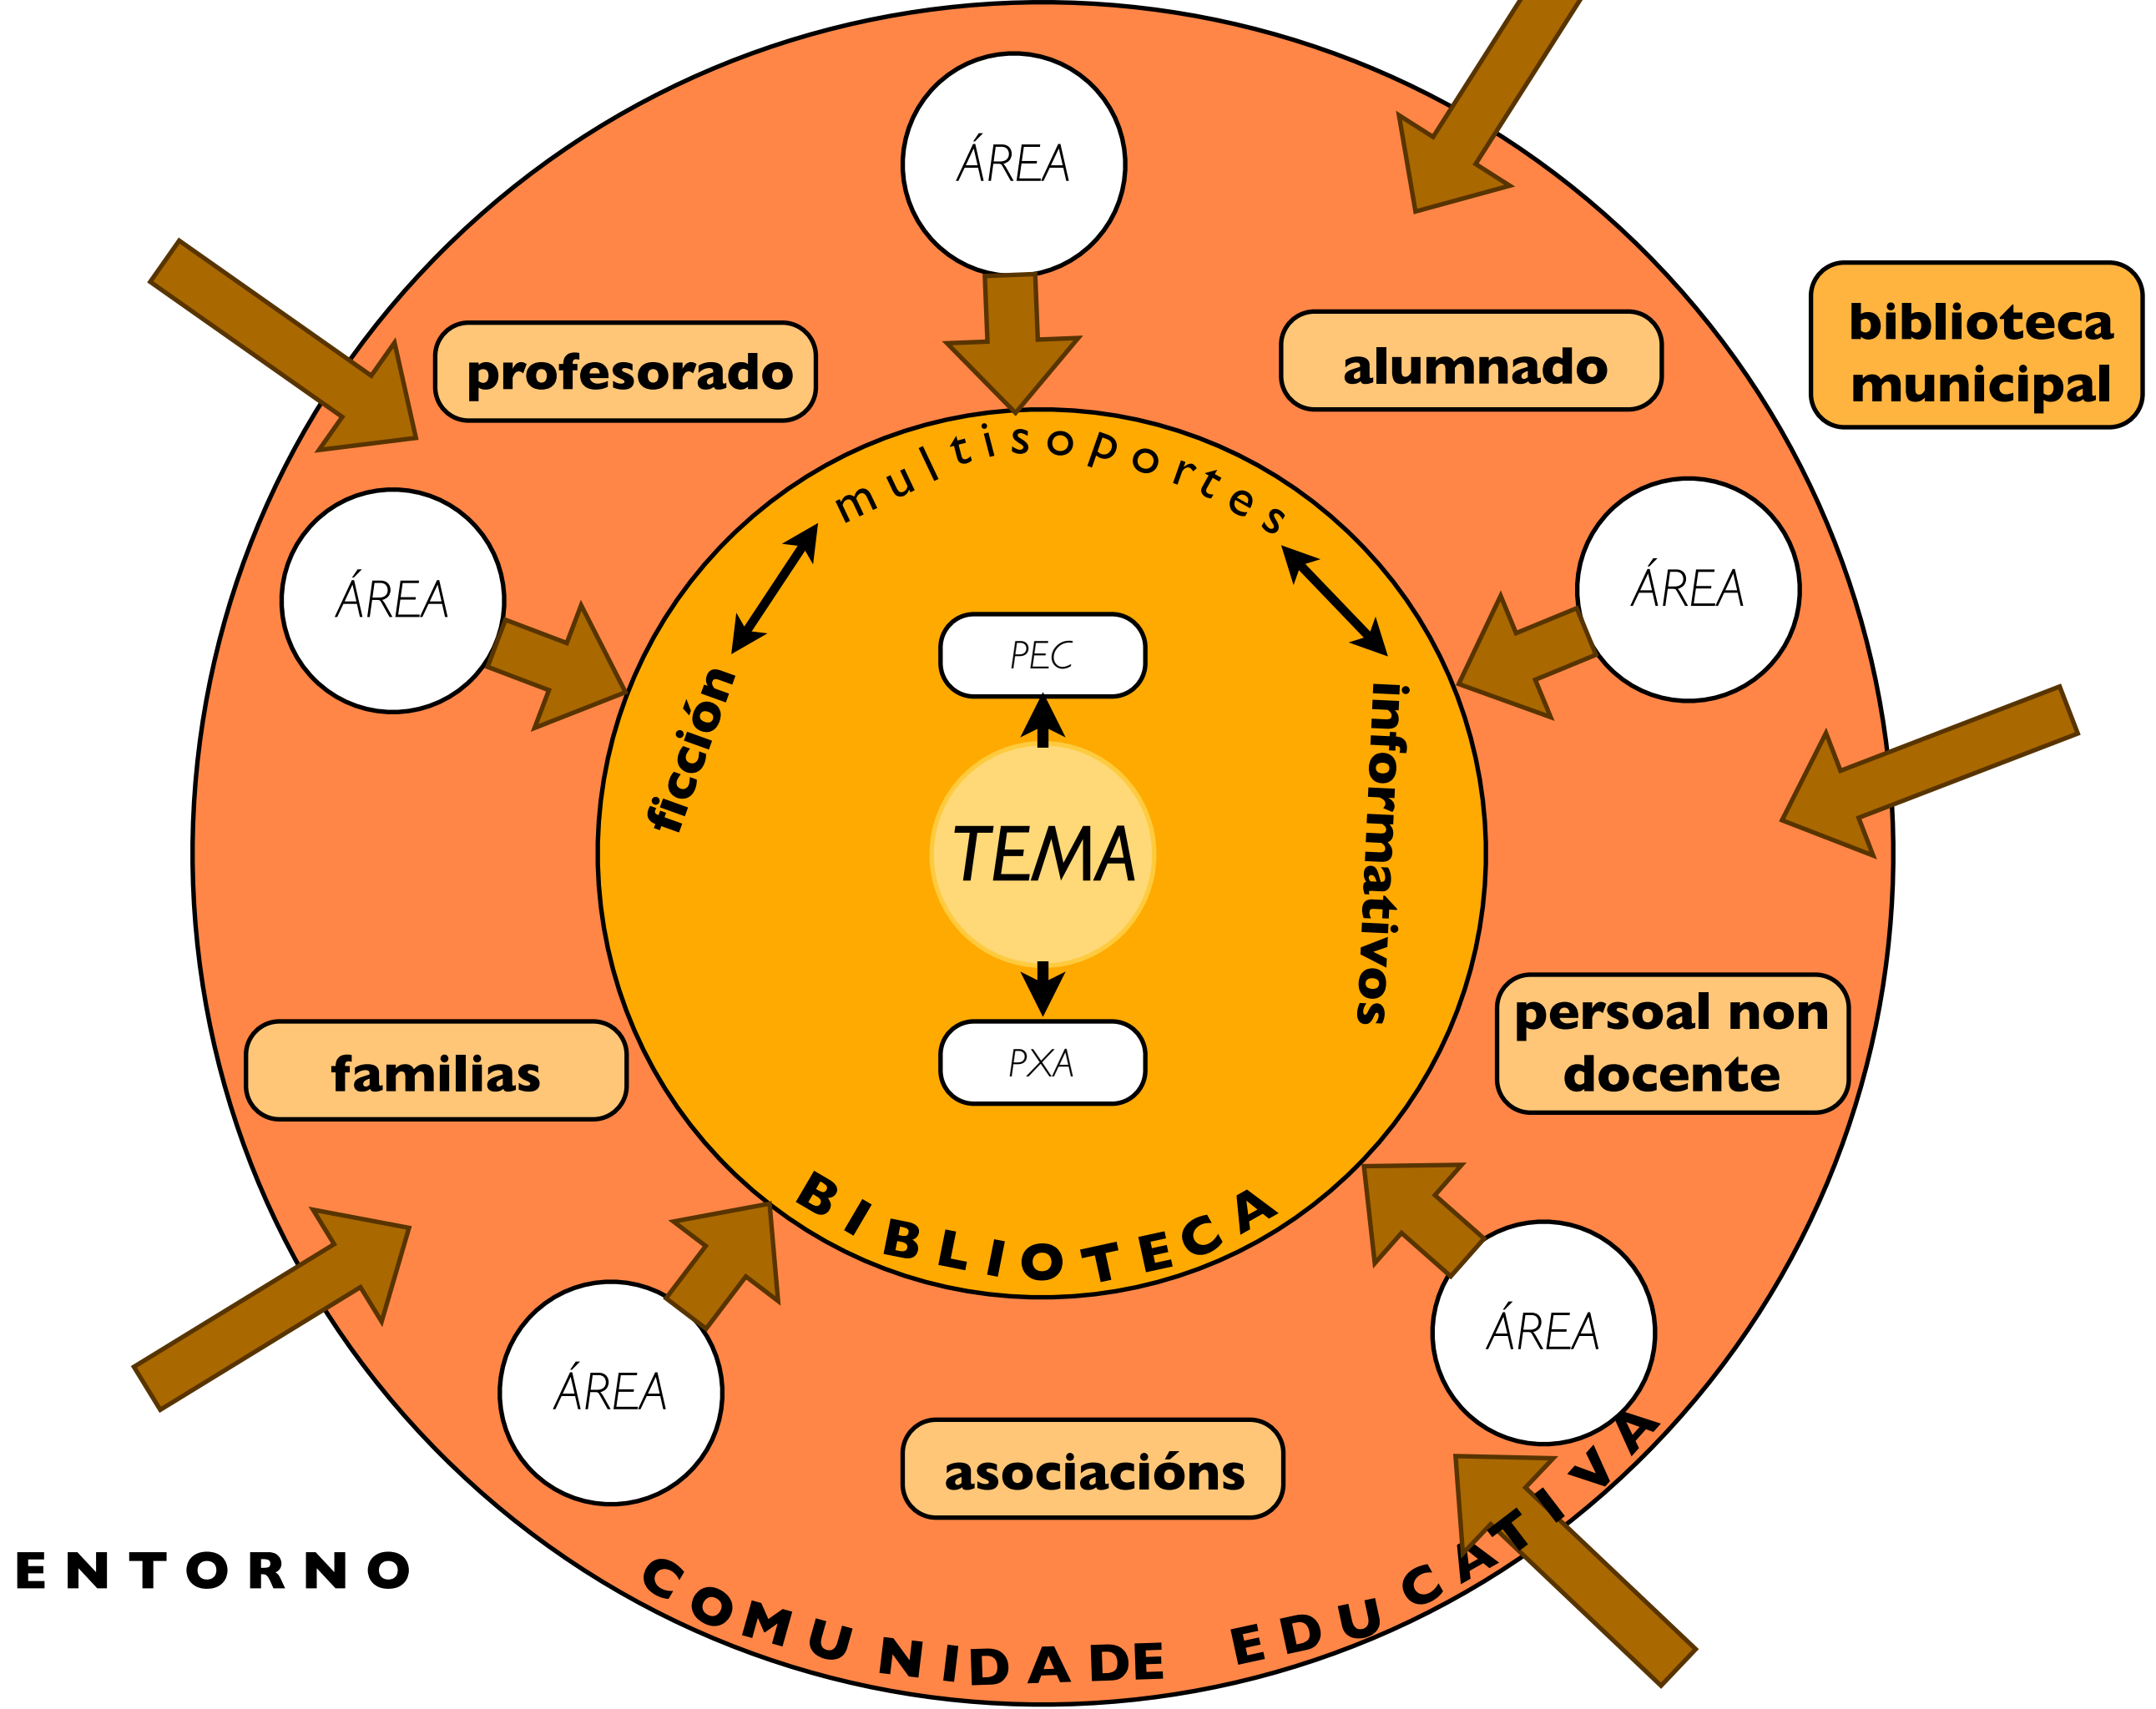 ÁREA
profesorado
alumnado
biblioteca
municipal
multisoportes
ÁREA
ÁREA
PEC
ficción
informativos
TEMA
PXA
familias
persoal non
docente
BIBLIOTECA
ÁREA
ÁREA
asociacións
ENTORNO
COMUNIDADE EDUCATIVA